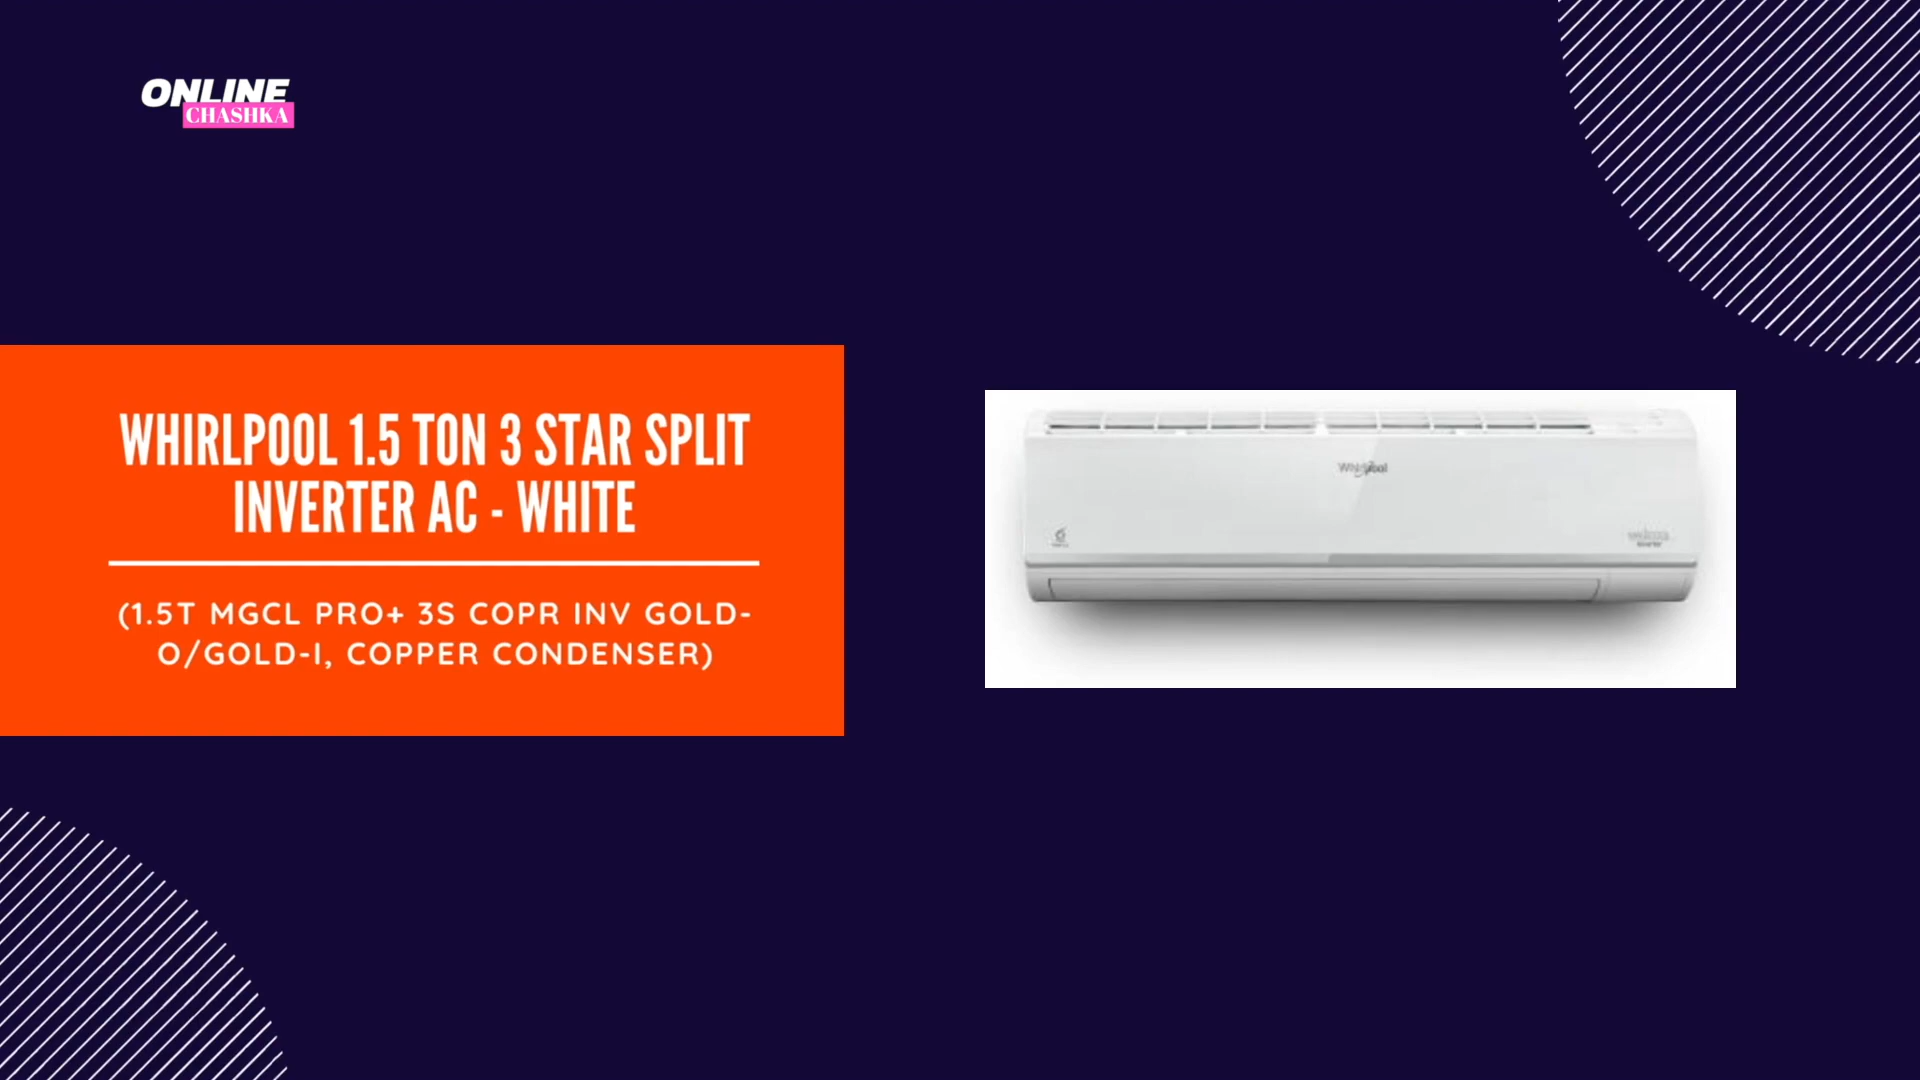 ONLINE
CHASHKA
WHIRLPOOL 1.5 TON 3 STAR SPLIT
INVERTER AC - WHITE
(1.5T MGCL PRO+ 3S COPR INV GOLD-
O/GOLD-I, COPPER CONDENSER)
Whirlpool